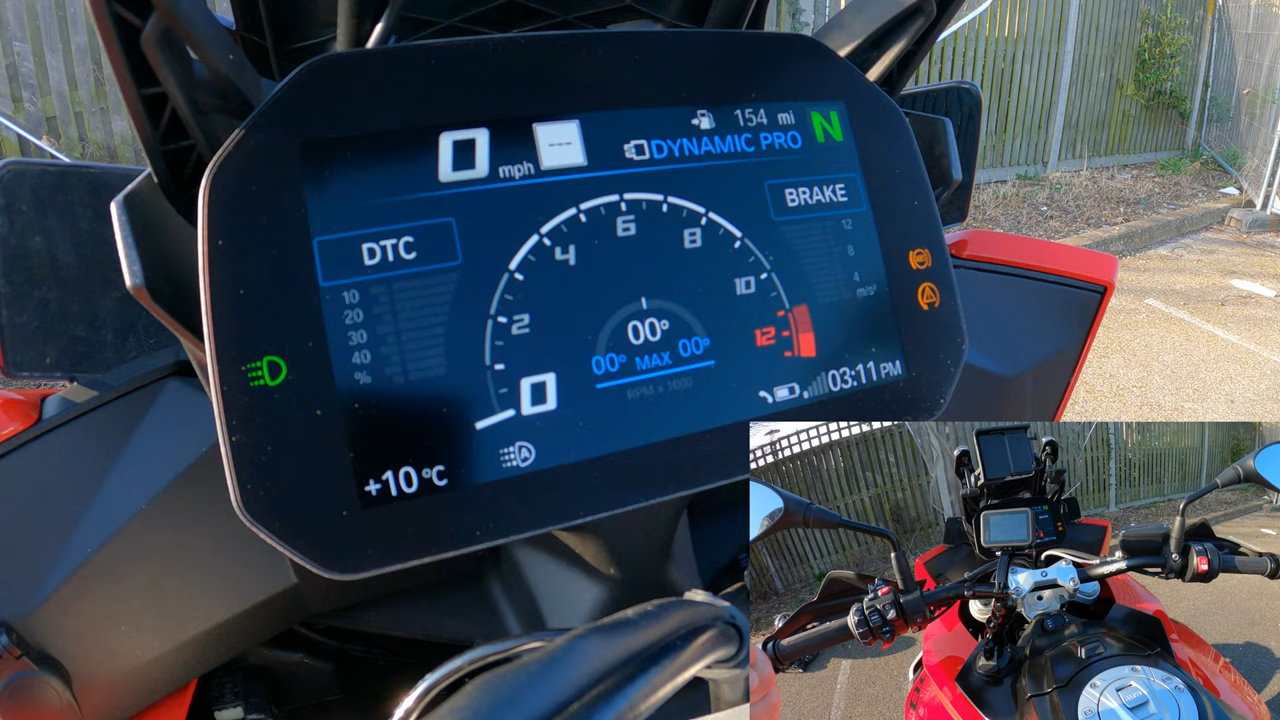 154 mi
0 mph --- DYNAMIC PRO N
DTC
BRAKE
10
20
30
40
%
12
8
4
m/s²
0 2 4 6 8 10 12
00°
00° MAX 00°
RPM x 1000
A
03:11 PM
+10 °C
ABS